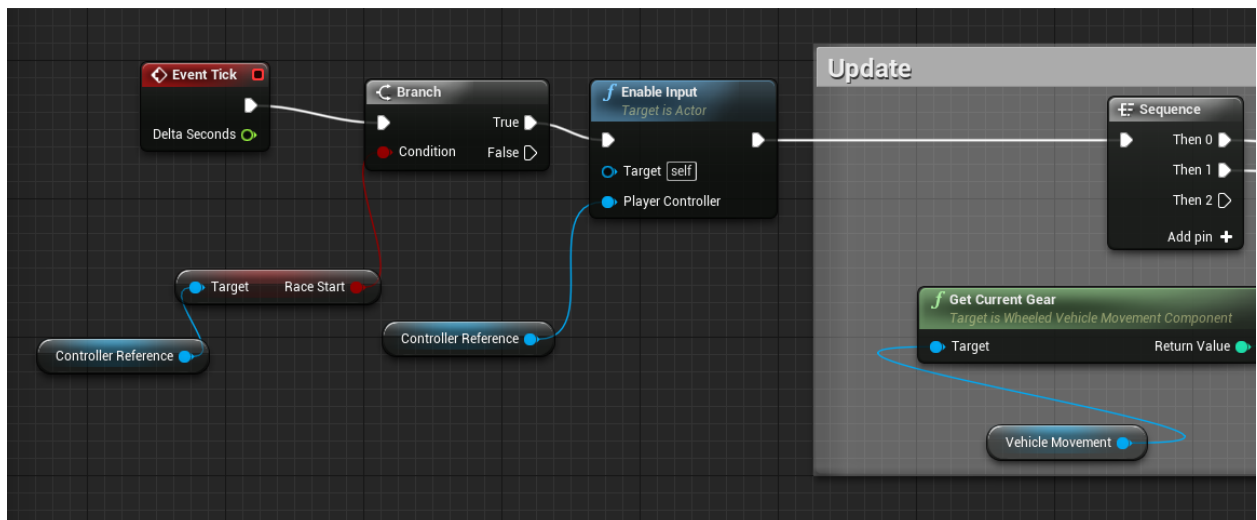 Event Tick
Delta Seconds
Branch
True
Condition
False
Enable Input
Target is Actor
Target self
Player Controller
Update
Sequence
Then 0
Then 1
Then 2
Add pin
Target
Race Start
Controller Reference
Controller Reference
Get Current Gear
Target is Wheeled Vehicle Movement Component
Target
Return Value
Vehicle Movement